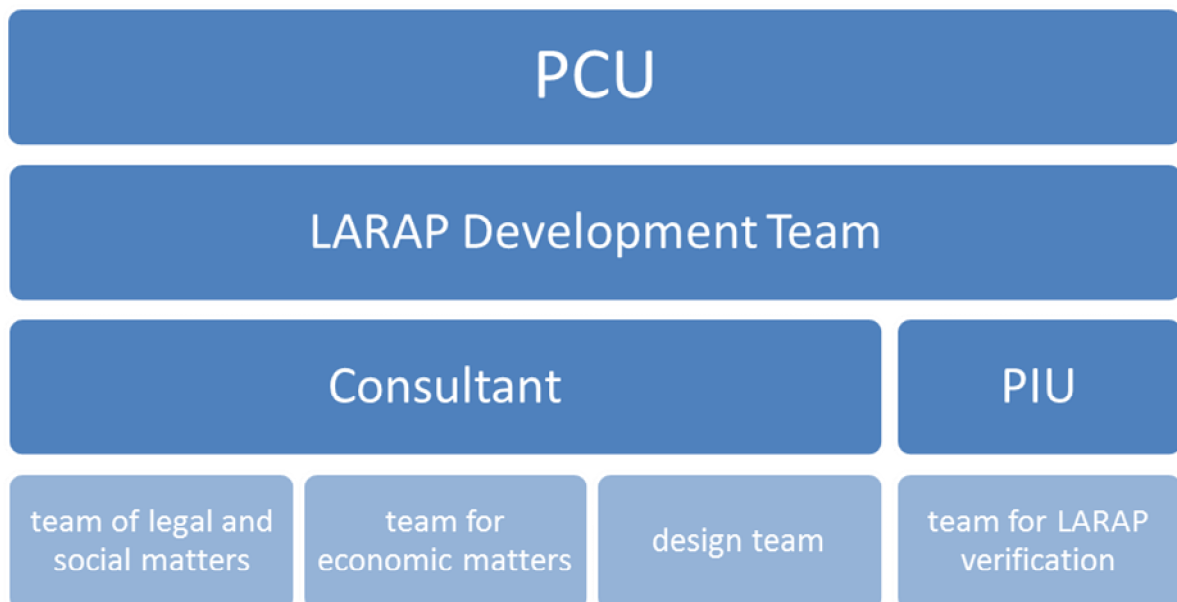 PCU
LARAP Development Team
Consultant
PIU
team of legal and
social matters
team for
economic matters
design team
team for LARAP
verification